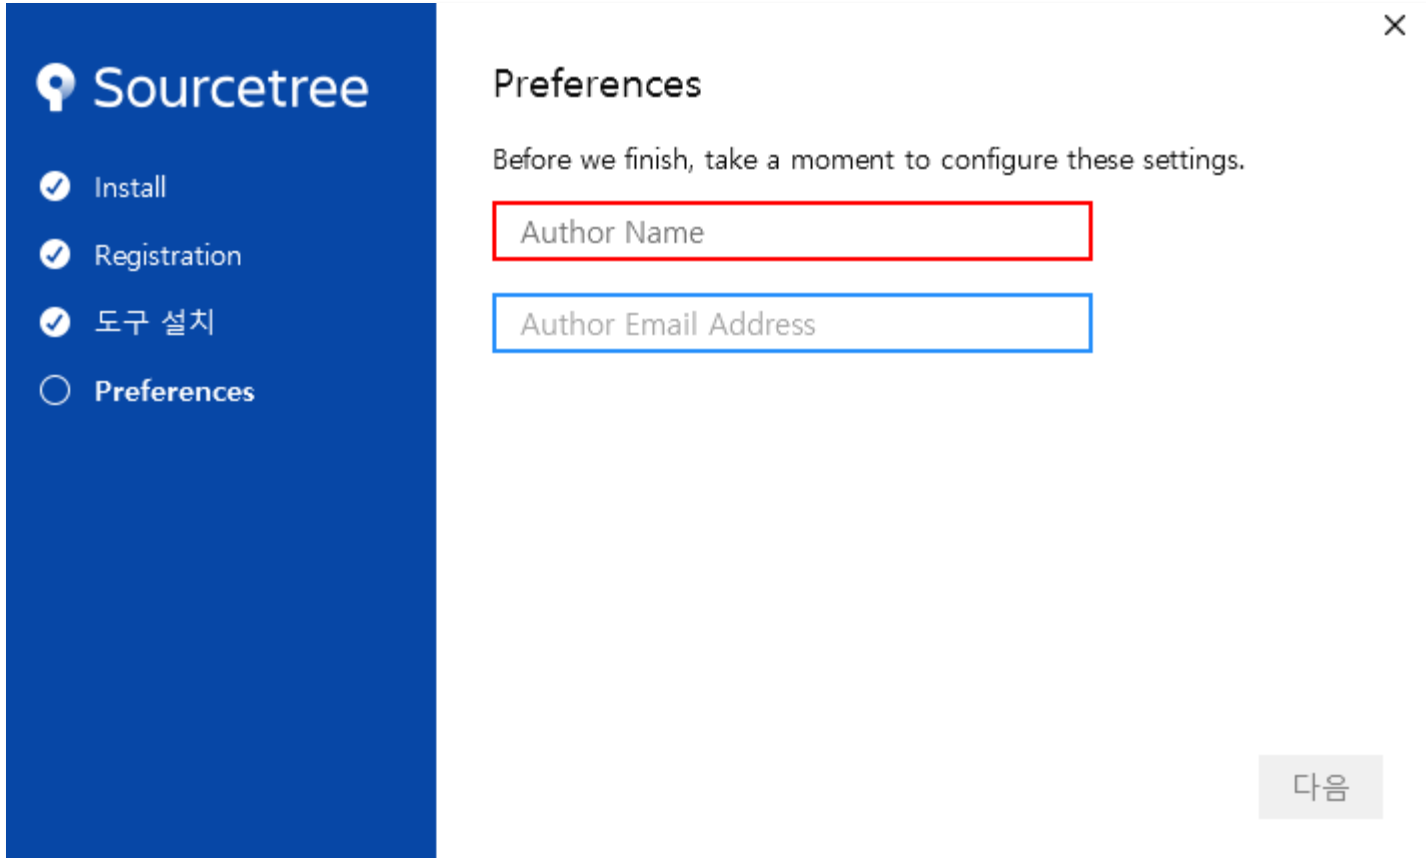 Sourcetree
Install
Registration
도구 설치
Preferences
Preferences
Before we finish, take a moment to configure these settings.
Author Name
Author Email Address
다음